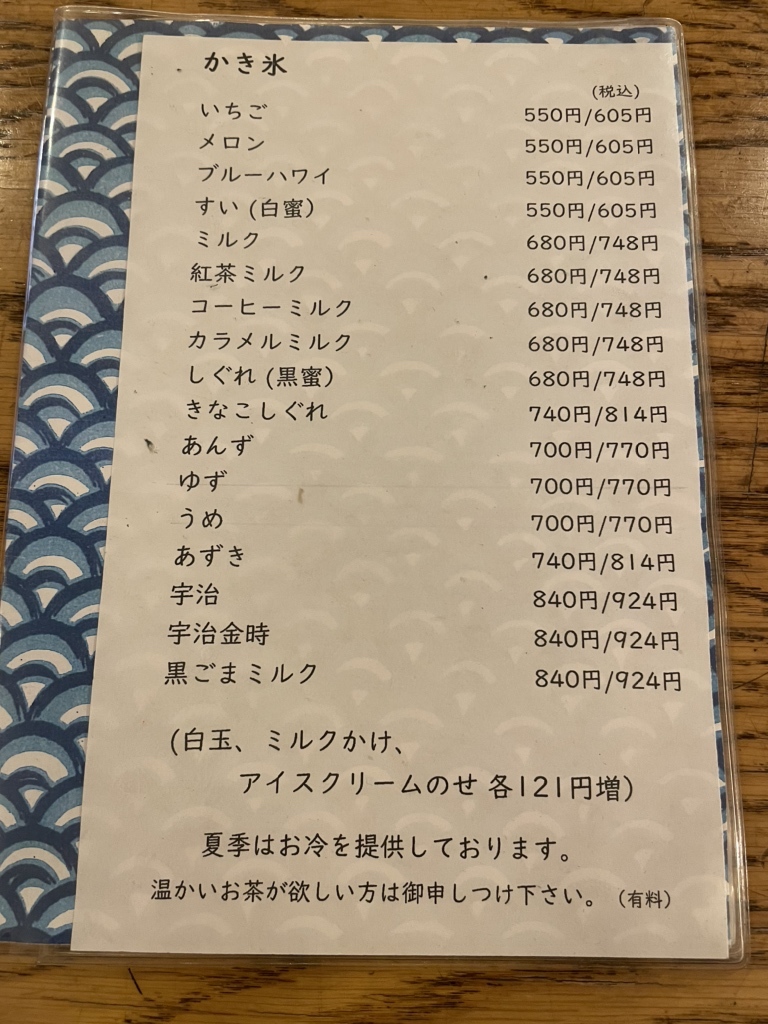 かき氷
(税込)
いちご 550円/605円
メロン 550円/605円
ブルーハワイ 550円/605円
すい (白蜜) 550円/605円
ミルク 680円/748円
紅茶ミルク 680円/748円
コーヒーミルク 680円/748円
カラメルミルク 680円/748円
しぐれ (黒蜜) 680円/748円
きなこしぐれ 740円/814円
あんず 700円/770円
ゆず 700円/770円
うめ 700円/770円
あずき 740円/814円
宇治 840円/924円
宇治金時 840円/924円
黒ごまミルク 840円/924円
(白玉、ミルクかけ、
アイスクリームのせ 各121円増)
夏季はお冷を提供しております。
温かいお茶が欲しい方は御申しつけ下さい。(有料)